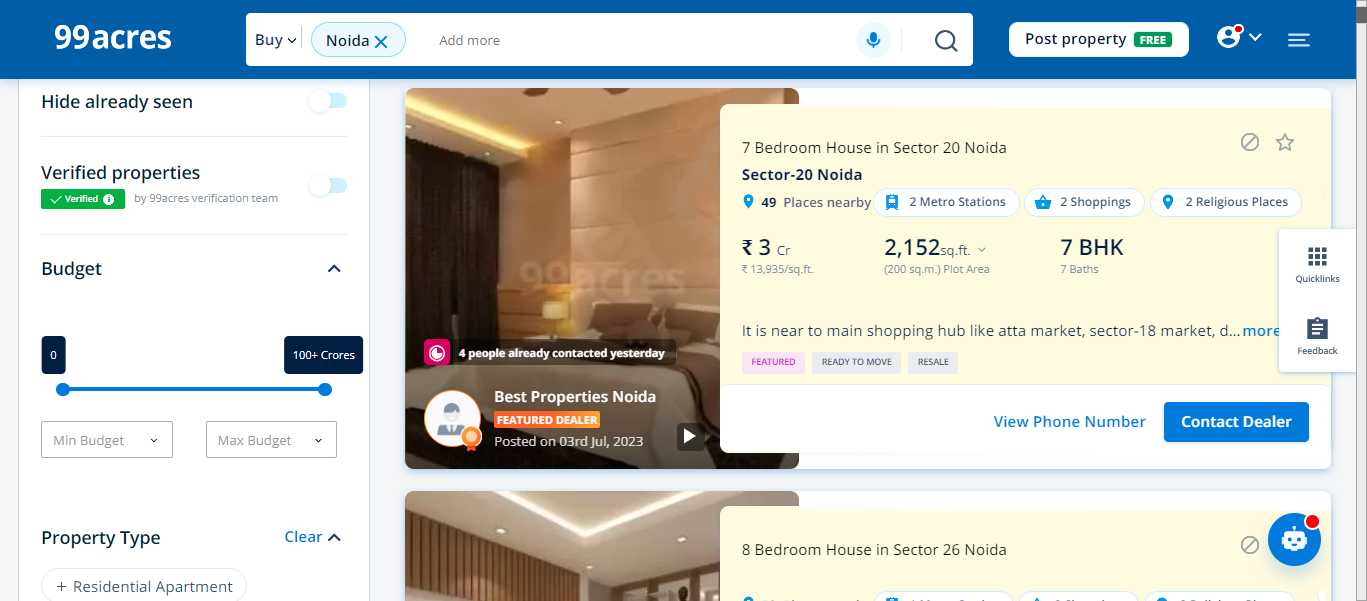 99acres
Buy
Noida
Add more
Post property FREE
Hide already seen
Verified properties
Verified by 99acres verification team
Budget
0
100+ Crores
Min Budget
Max Budget
Property Type
Clear
+ Residential Apartment
99acres
4 people already contacted yesterday
Best Properties Noida
FEATURED DEALER
Posted on 03rd Jul, 2023
7 Bedroom House in Sector 20 Noida
Sector-20 Noida
49 Places nearby
2 Metro Stations
2 Shoppings
2 Religious Places
₹ 3 Cr
₹ 13,935/sq.ft.
2,152sq.ft.
(200 sq.m.) Plot Area
7 BHK
7 Baths
It is near to main shopping hub like atta market, sector-18 market, d...more
FEATURED
READY TO MOVE
RESALE
View Phone Number
Contact Dealer
Quicklinks
Feedback
8 Bedroom House in Sector 26 Noida